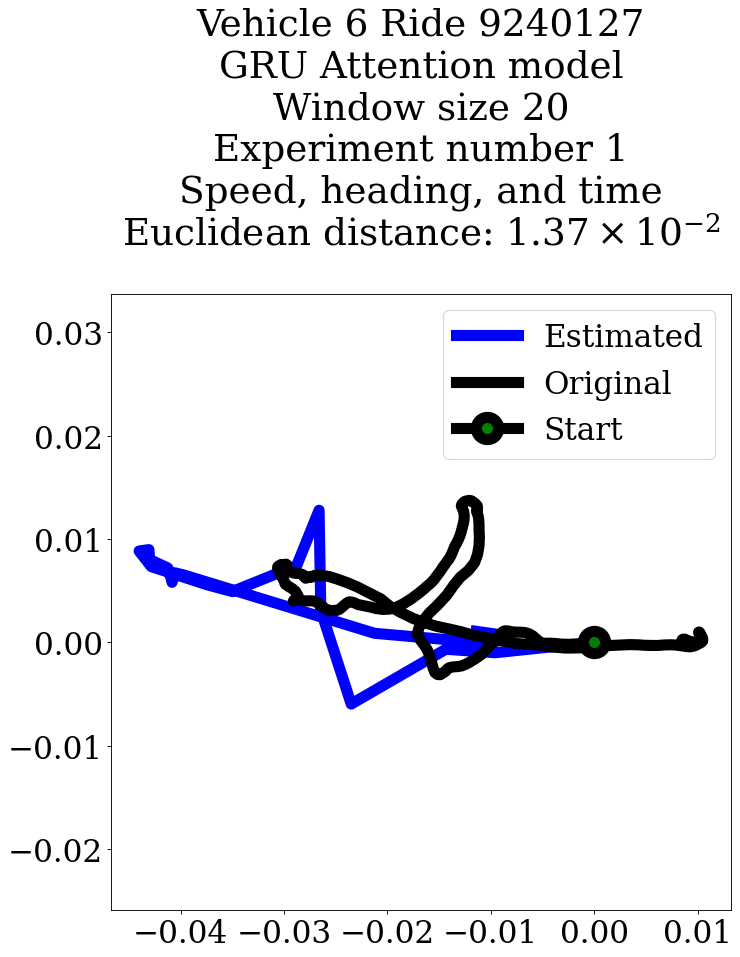 Vehicle 6 Ride 9240127
GRU Attention model
Window size 20
Experiment number 1
Speed, heading, and time
Euclidean distance: 1.37 × 10⁻²
Estimated
Original
Start
0.03
0.02
0.01
0.00
−0.01
−0.02
−0.04 −0.03 −0.02 −0.01 0.00 0.01